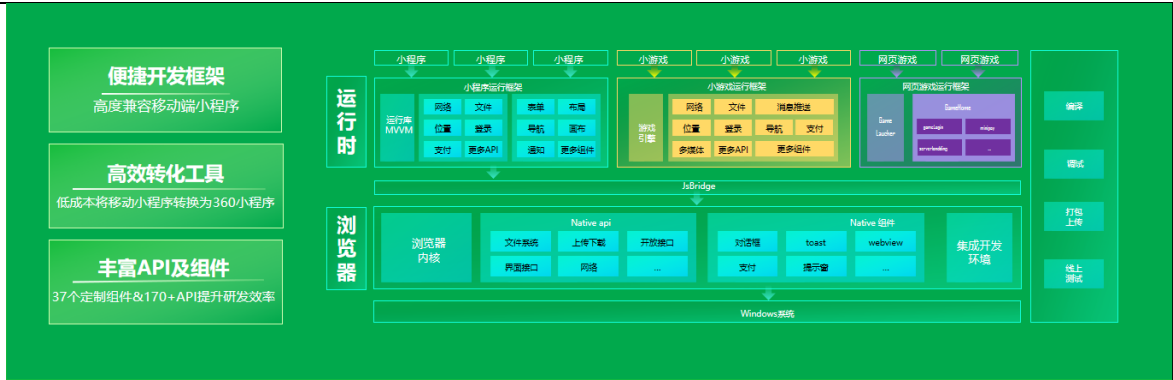 便捷开发框架
高度兼容移动端小程序
高效转化工具
低成本将移动小程序转换为360小程序
丰富API及组件
37个定制组件&170+API提升研发效率
运行时
小程序 小程序 小程序
小程序运行框架
运行库
MVVM
网络 文件 表单 布局
位置 登录 导航 画布
支付 更多API 通知 更多组件
小游戏 小游戏 小游戏
小游戏运行框架
游戏
引擎
网络 文件 消息推送
位置 登录 导航 支付
多媒体 更多API 更多组件
网页游戏 网页游戏
网页游戏运行框架
Game
Laucher
GameHome
gameLogin minipay
...
JsBridge
浏览器
浏览器
内核
Native api
文件系统 上传下载 开放接口
界面接口 网络 ...
Native 组件
对话框 toast webview
支付 提示窗 ...
集成开发
环境
Windows系统
编译
调试
打包
上传
线上
测试